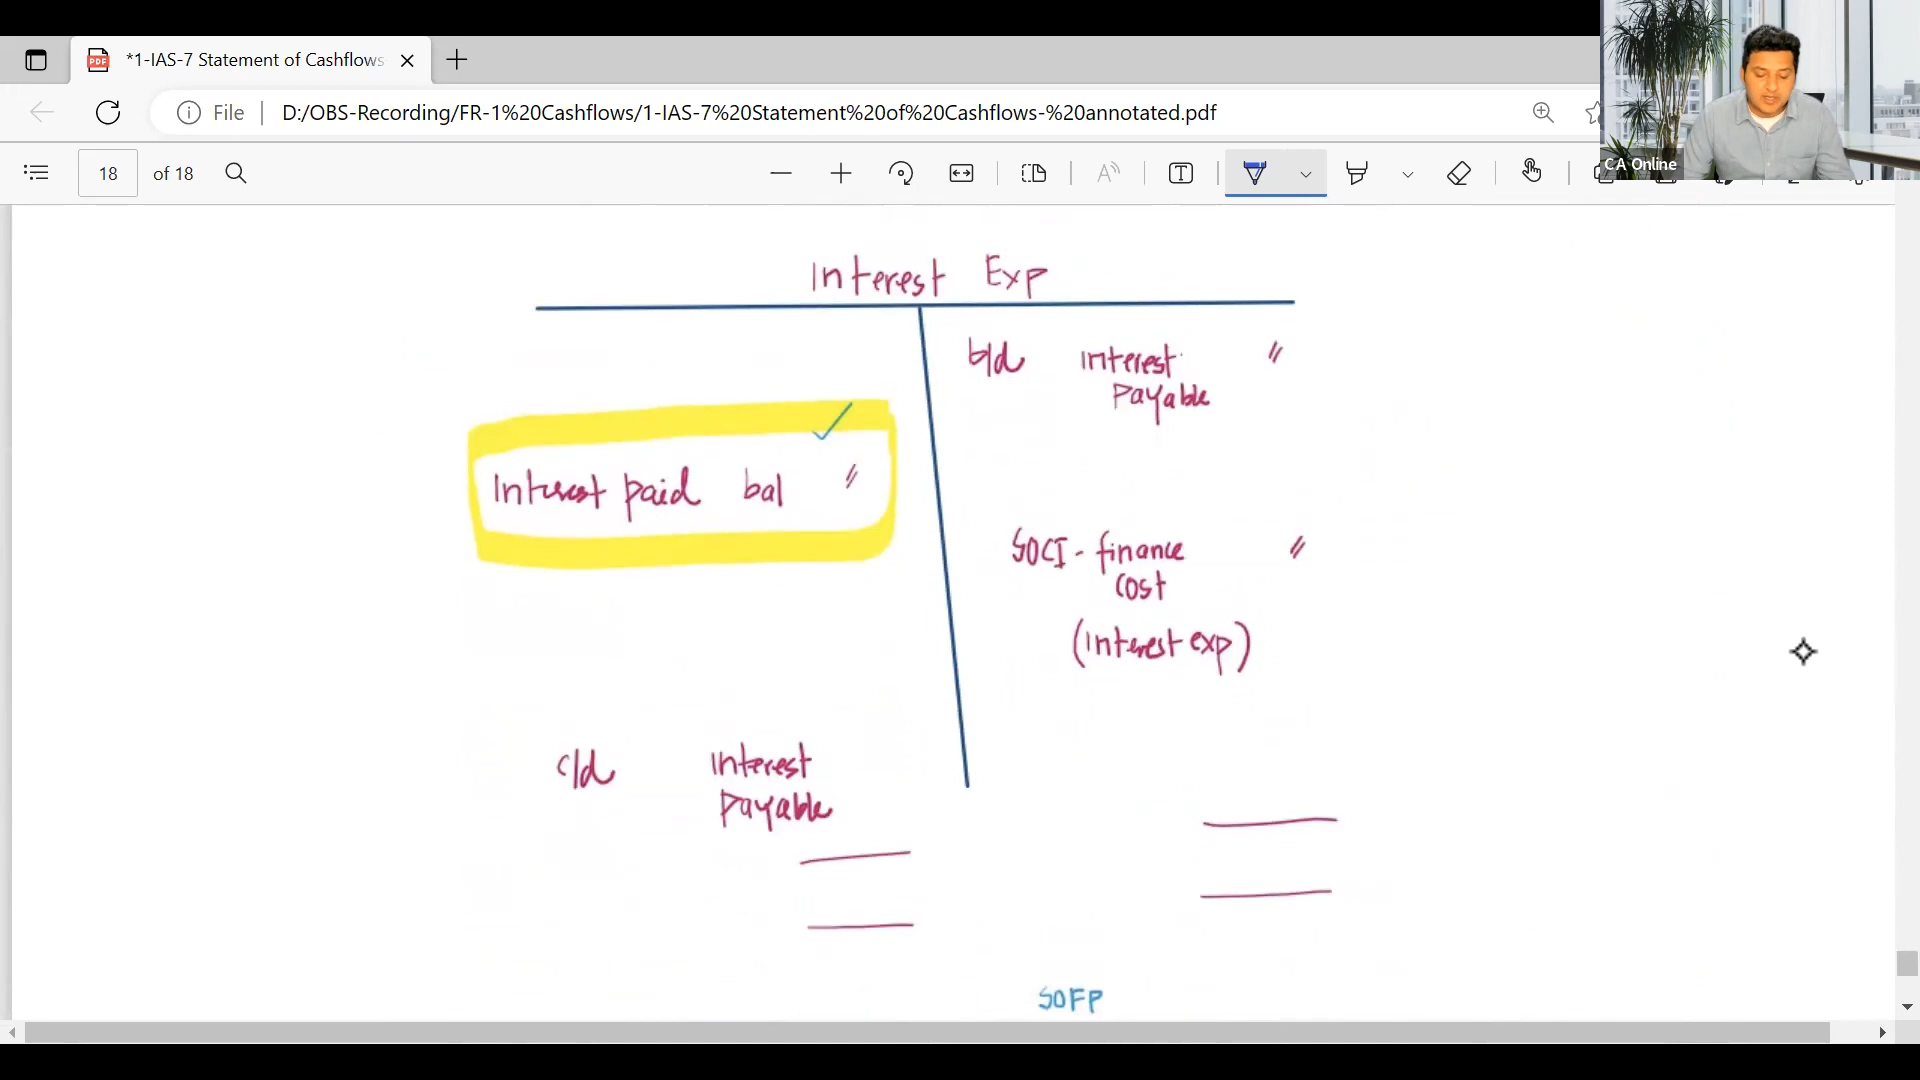 *1-IAS-7 Statement of Cashflows
File
D:/OBS-Recording/FR-1%20Cashflows/1-IAS-7%20Statement%20of%20Cashflows-%20annotated.pdf
CA Online
18 of 18
Interest Exp
b/d interest "
payable
Interest paid bal "
SOCI - finance "
cost
(interest exp)
c/d interest
payable
SOFP